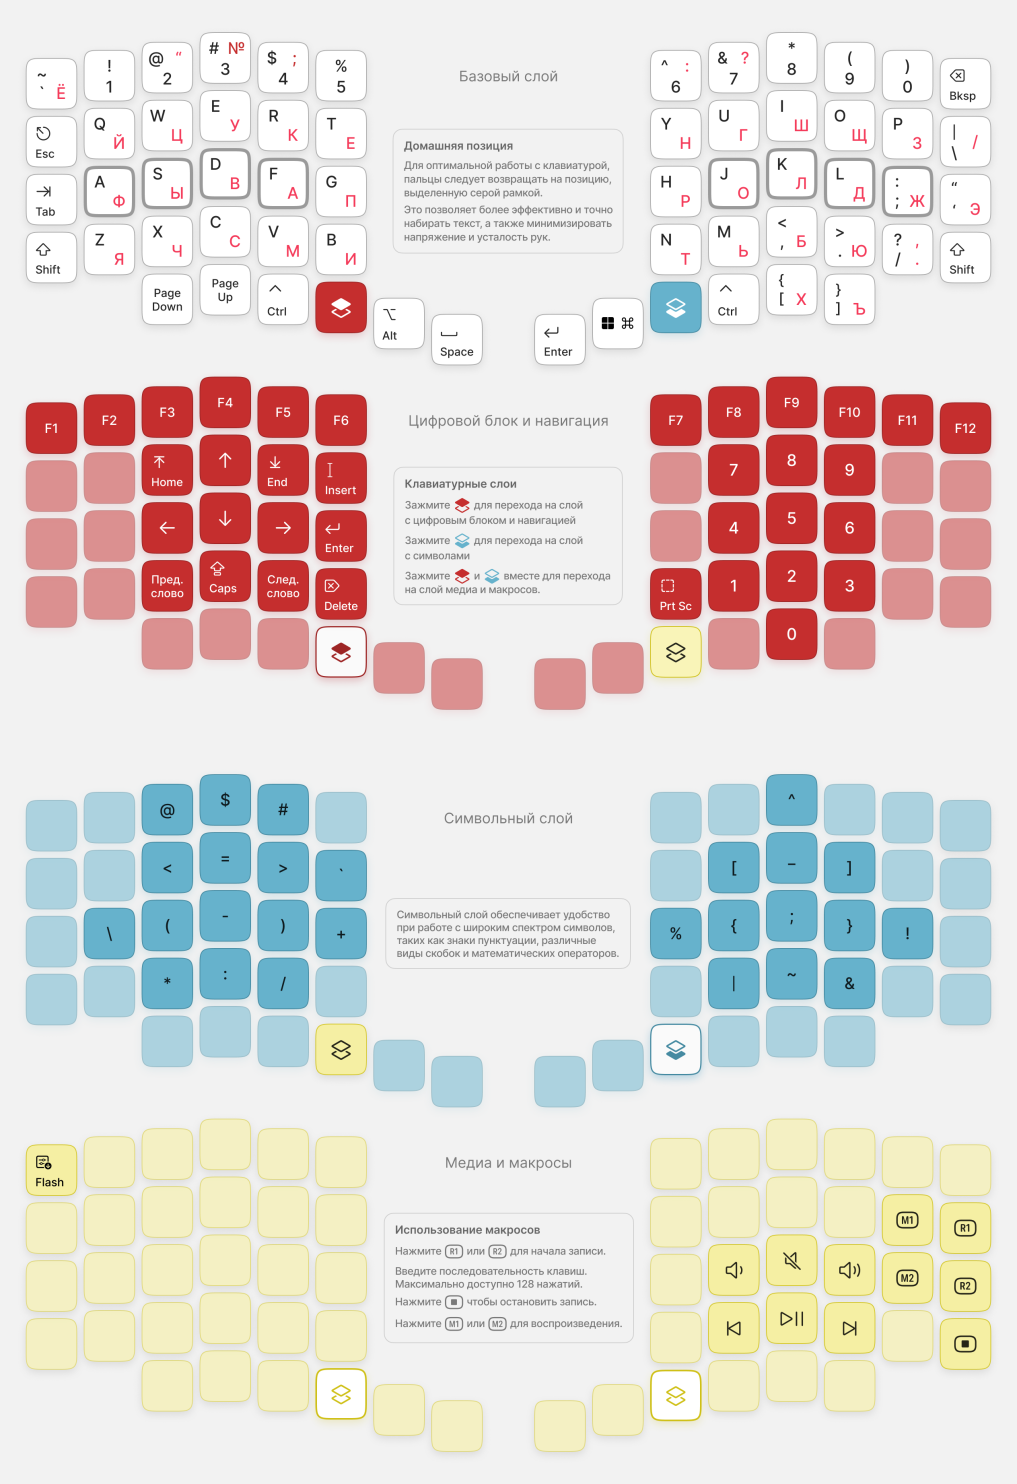 Базовый слой
~ ` Ё
! 1
@ “ 2
# № 3
$ ; 4
% 5
^ : 6
& ? 7
* 8
( 9
) 0
Bksp
Esc
Q Й
W Ц
E У
R К
T Е
Y Н
U Г
I Ш
O Щ
P З
| \ /
Tab
A Ф
S Ы
D В
F А
G П
H Р
J О
K Л
L Д
: ; Ж
“ ‘ Э
Shift
Z Я
X Ч
C С
V М
B И
N Т
M Ь
< , Б
> . Ю
? / , .
Shift
Page Down
Page Up
^ Ctrl
Alt
Space
Enter
⌘
^ Ctrl
{ [ Х
} ] Ъ
Домашняя позиция
Для оптимальной работы с клавиатурой,
пальцы следует возвращать на позицию,
выделенную серой рамкой.
Это позволяет более эффективно и точно
набирать текст, а также минимизировать
напряжение и усталость рук.
Цифровой блок и навигация
F1
F2
F3
F4
F5
F6
F7
F8
F9
F10
F11
F12
Home
↑
End
Insert
7
8
9
←
↓
→
Enter
4
5
6
Пред. слово
Caps
След. слово
Delete
Prt Sc
1
2
3
0
Клавиатурные слои
Зажмите для перехода на слой
с цифровым блоком и навигацией
Зажмите для перехода на слой
с символами
Зажмите и вместе для перехода
на слой медиа и макросов.
Символьный слой
@
$
#
^
<
=
>
`
[
_
]
\
(
-
)
+
%
{
;
}
!
*
:
/
|
~
&
Символьный слой обеспечивает удобство
при работе с широким спектром символов,
таких как знаки пунктуации, различные
виды скобок и математических операторов.
Медиа и макросы
Flash
M1
R1
M2
R2
Использование макросов
Нажмите R1 или R2 для начала записи.
Введите последовательность клавиш.
Максимально доступно 128 нажатий.
Нажмите чтобы остановить запись.
Нажмите M1 или M2 для воспроизведения.